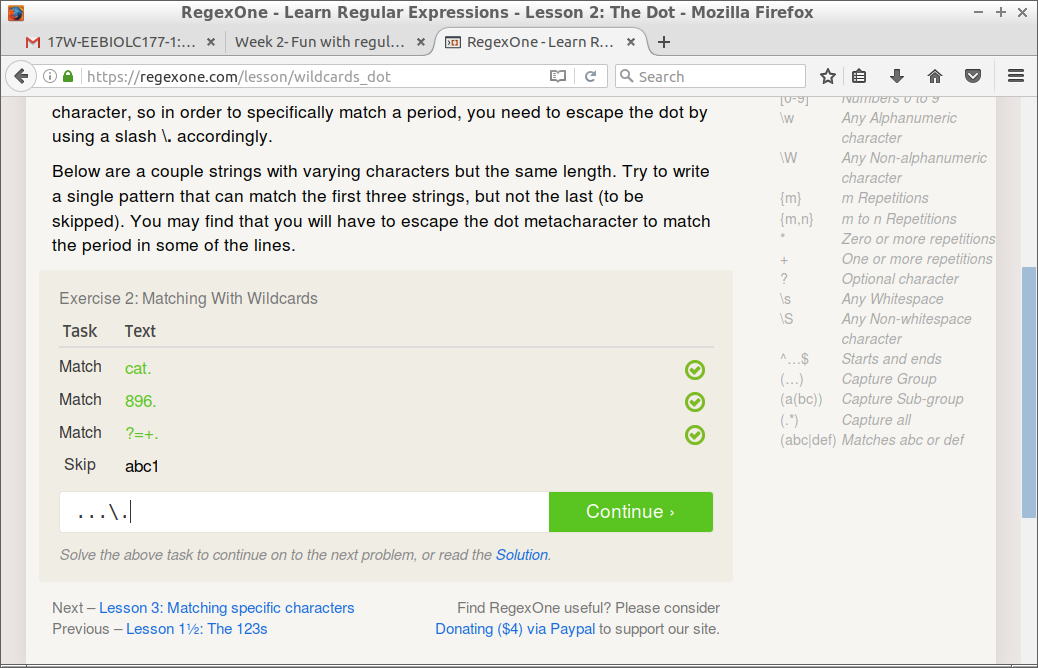 RegexOne - Learn Regular Expressions - Lesson 2: The Dot - Mozilla Firefox
17W-EEBIOLC177-1:... × Week 2- Fun with regul... × RegexOne - Learn R... × +
https://regexone.com/lesson/wildcards_dot Search
character, so in order to specifically match a period, you need to escape the dot by
using a slash \. accordingly.
Below are a couple strings with varying characters but the same length. Try to write
a single pattern that can match the first three strings, but not the last (to be
skipped). You may find that you will have to escape the dot metacharacter to match
the period in some of the lines.
Exercise 2: Matching With Wildcards
Task Text
Match cat.
Match 896.
Match ?=+.
Skip abc1
...\.
Continue ›
Solve the above task to continue on to the next problem, or read the Solution.
Next – Lesson 3: Matching specific characters
Previous – Lesson 1½: The 123s
Find RegexOne useful? Please consider
Donating ($4) via Paypal to support our site.
[0-9] Numbers 0 to 9
\w Any Alphanumeric
character
\W Any Non-alphanumeric
character
{m} m Repetitions
{m,n} m to n Repetitions
* Zero or more repetitions
+ One or more repetitions
? Optional character
\s Any Whitespace
\S Any Non-whitespace
character
^…$ Starts and ends
(…) Capture Group
(a(bc)) Capture Sub-group
(.*) Capture all
(abc|def) Matches abc or def